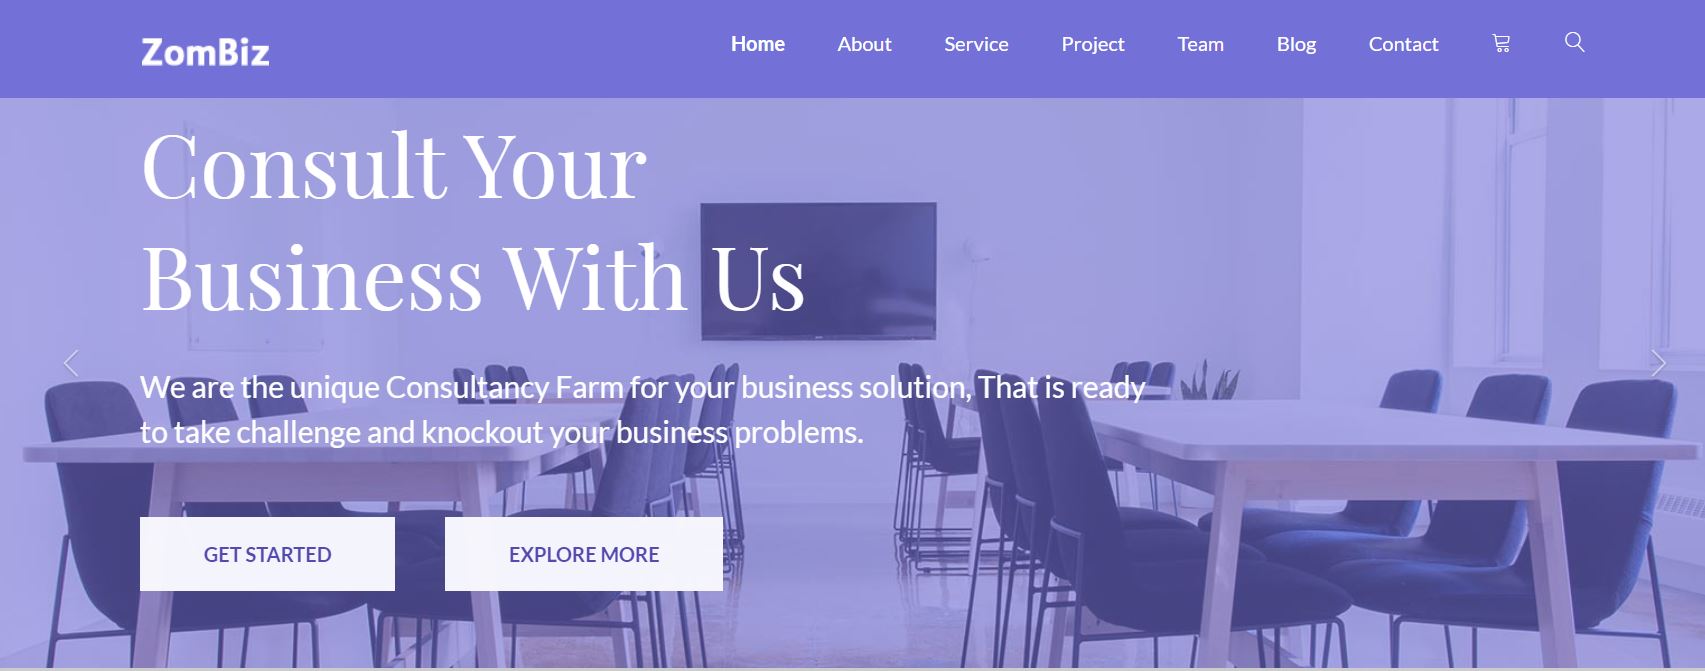 ZomBiz
Home About Service Project Team Blog Contact
Consult Your
Business With Us
We are the unique Consultancy Farm for your business solution, That is ready
to take challenge and knockout your business problems.
GET STARTED EXPLORE MORE